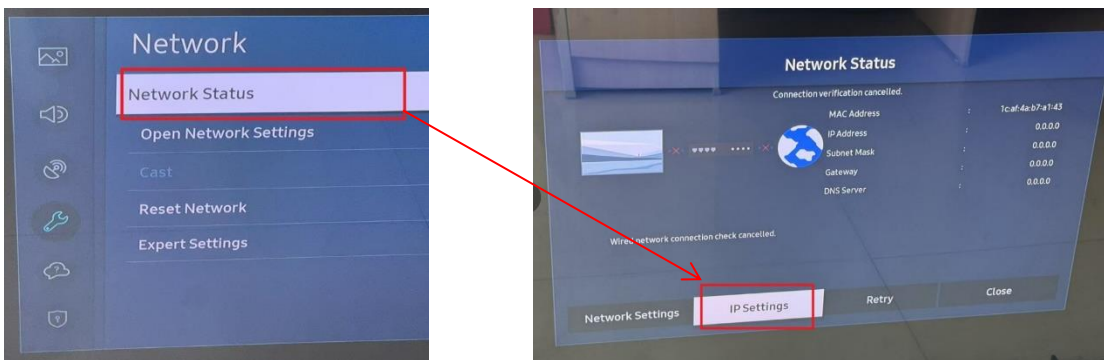 Network
Network Status
Open Network Settings
Cast
Reset Network
Expert Settings
Network Status
Connection verification cancelled.
MAC Address : 1c:af:4a:b7:a1:43
IP Address : 0.0.0.0
Subnet Mask : 0.0.0.0
Gateway : 0.0.0.0
DNS Server : 0.0.0.0
Wired network connection check cancelled.
Network Settings IP Settings Retry Close